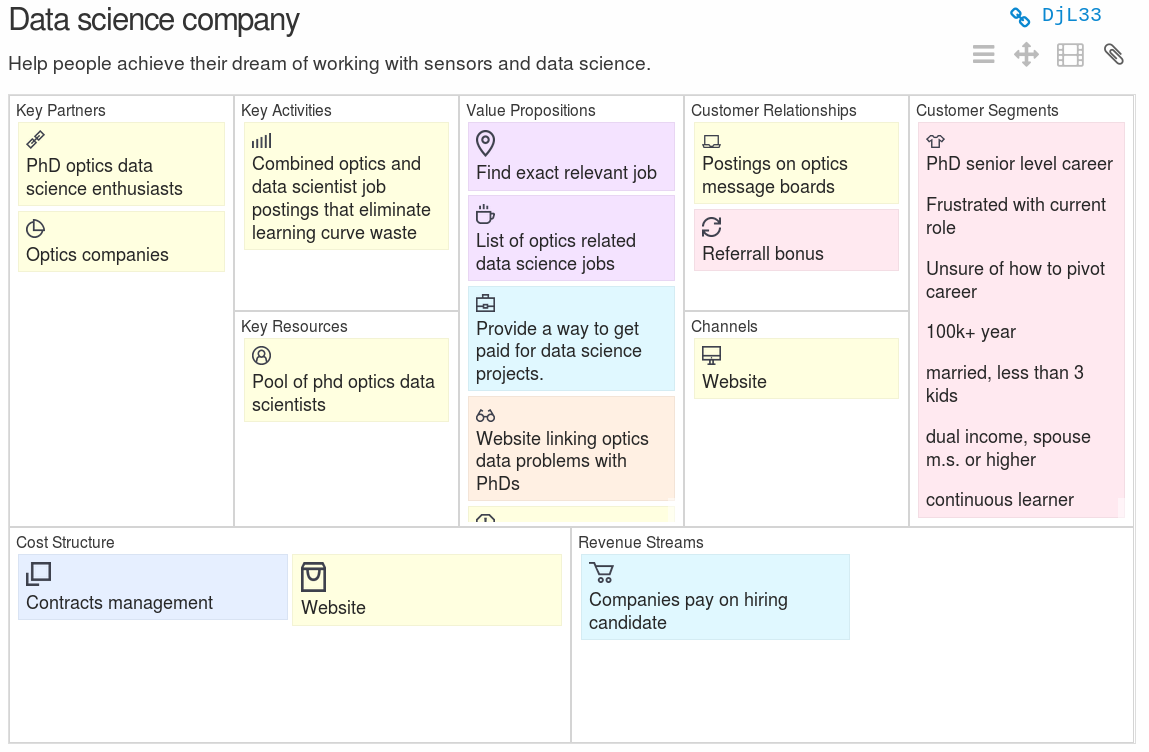 Data science company
DjL33
Help people achieve their dream of working with sensors and data science.
Key Partners
PhD optics data
science enthusiasts
Optics companies
Key Activities
Combined optics and
data scientist job
postings that eliminate
learning curve waste
Key Resources
Pool of phd optics data
scientists
Value Propositions
Find exact relevant job
List of optics related
data science jobs
Provide a way to get
paid for data science
projects.
Website linking optics
data problems with
PhDs
Customer Relationships
Postings on optics
message boards
Referrall bonus
Channels
Website
Customer Segments
PhD senior level career
Frustrated with current
role
Unsure of how to pivot
career
100k+ year
married, less than 3
kids
dual income, spouse
m.s. or higher
continuous learner
Cost Structure
Contracts management
Website
Revenue Streams
Companies pay on hiring
candidate